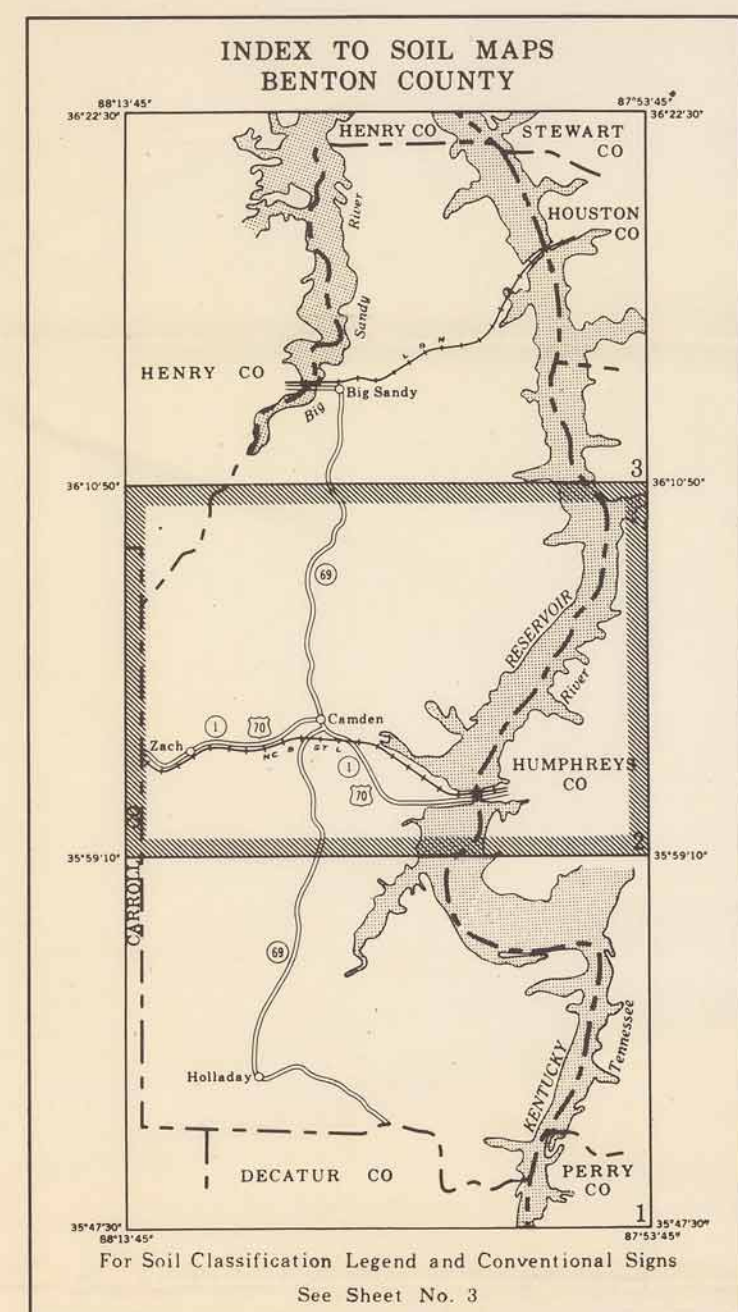 INDEX TO SOIL MAPS
BENTON COUNTY
88°13'45" 87°53'45"
36°22'30" 36°22'30"
HENRY CO
STEWART
CO
HOUSTON
CO
River
Sandy
Big
L & N
HENRY CO
Big Sandy
3
36°10'50" 36°10'50"
69
RESERVOIR
River
Camden
1
70
Zach
NC & ST L
1
70
HUMPHREYS
CO
CARROLL CO
2
35°59'10" 35°59'10"
69
KENTUCKY
Tennessee
Holladay
DECATUR CO
PERRY
CO
1
35°47'30" 35°47'30"
88°13'45" 87°53'45"
For Soil Classification Legend and Conventional Signs
See Sheet No. 3